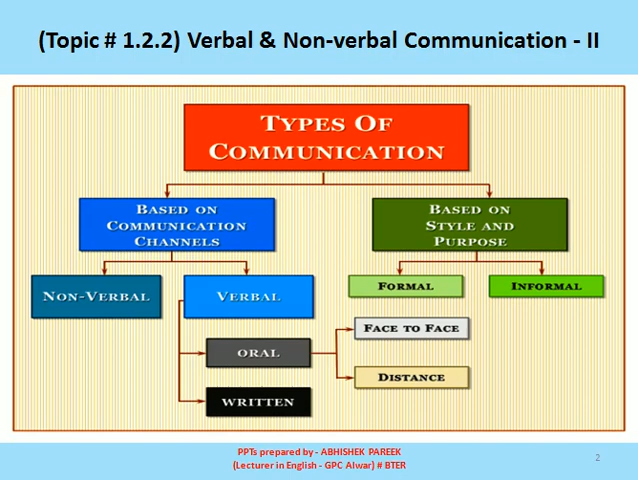 (Topic # 1.2.2) Verbal & Non-verbal Communication - II
TYPES OF
COMMUNICATION
BASED ON
COMMUNICATION
CHANNELS
BASED ON
STYLE AND
PURPOSE
NON-VERBAL
VERBAL
FORMAL
INFORMAL
ORAL
FACE TO FACE
DISTANCE
WRITTEN
PPTs prepared by - ABHISHEK PAREEK
(Lecturer in English - GPC Alwar) # BTER
2